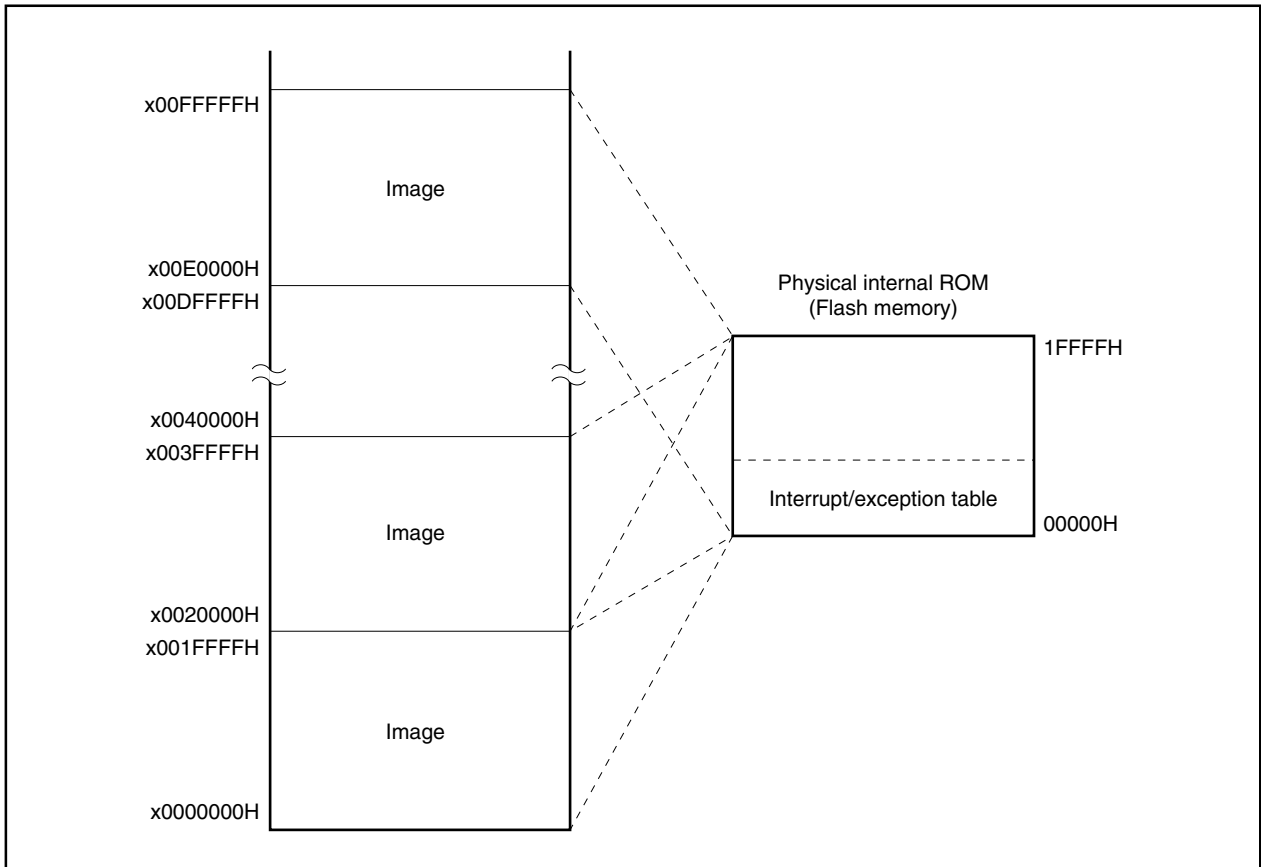 x00FFFFFH
Image
x00E0000H
x00DFFFFH
Physical internal ROM
(Flash memory)
1FFFFH
x0040000H
x003FFFFH
Interrupt/exception table
00000H
Image
x0020000H
x001FFFFH
Image
x0000000H